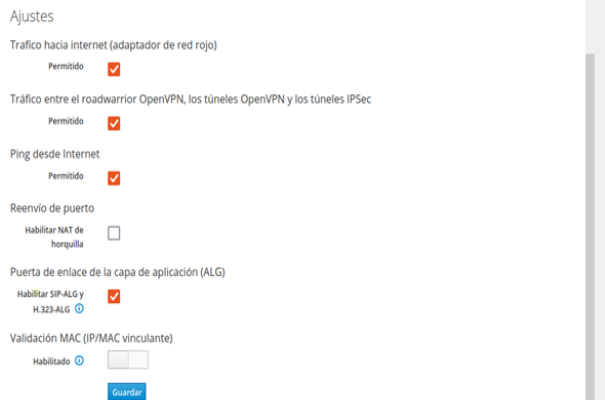 Ajustes
Trafico hacia internet (adaptador de red rojo)
Permitido
Tráfico entre el roadwarrior OpenVPN, los túneles OpenVPN y los túneles IPSec
Permitido
Ping desde Internet
Permitido
Reenvío de puerto
Habilitar NAT de
horquilla
Puerta de enlace de la capa de aplicación (ALG)
Habilitar SIP-ALG y
H.323-ALG
Validación MAC (IP/MAC vinculante)
Habilitado
Guardar